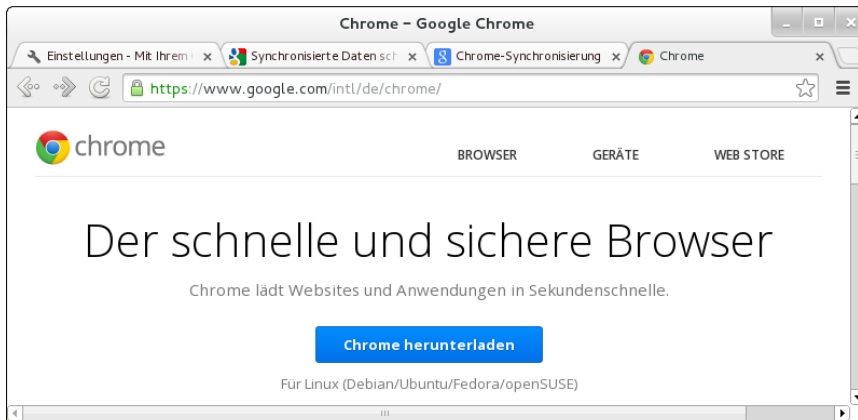 Chrome – Google Chrome
Einstellungen - Mit Ihrem
Synchronisierte Daten sch
Chrome-Synchronisierung
Chrome
https://www.google.com/intl/de/chrome/
chrome
BROWSER GERÄTE WEB STORE
Der schnelle und sichere Browser
Chrome lädt Websites und Anwendungen in Sekundenschnelle.
Chrome herunterladen
Für Linux (Debian/Ubuntu/Fedora/openSUSE)